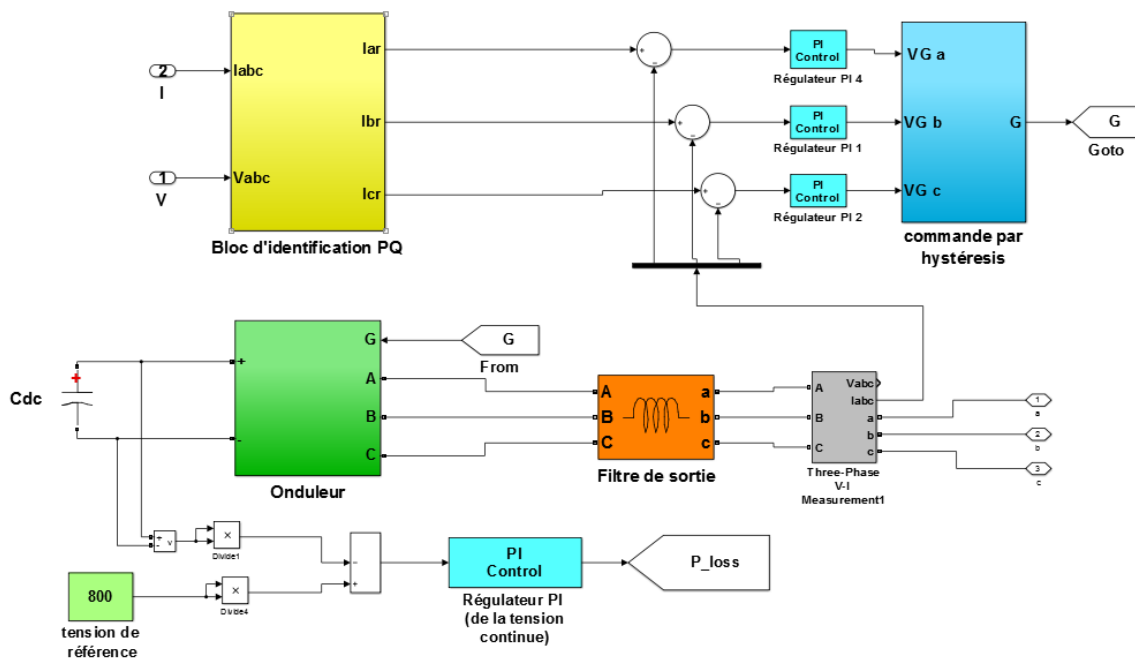 2
I
Iabc
1
V
Vabc
Iar
Ibr
Icr
Bloc d'identification PQ
+
-
+
-
+
-
PI
Control
Régulateur PI 4
PI
Control
Régulateur PI 1
PI
Control
Régulateur PI 2
VG a
VG b
VG c
G
commande par
hystéresis
G
Goto
Cdc
+
+
-
G
A
B
C
Onduleur
G
From
A
B
C
a
b
c
Filtre de sortie
A
B
C
Vabc
Iabc
a
b
c
Three-Phase
V-I
Measurement1
1
a
2
b
3
c
+
-
v
×
Divide1
800
tension de
référence
×
Divide4
−
+
PI
Control
Régulateur PI
(de la tension
continue)
P_loss